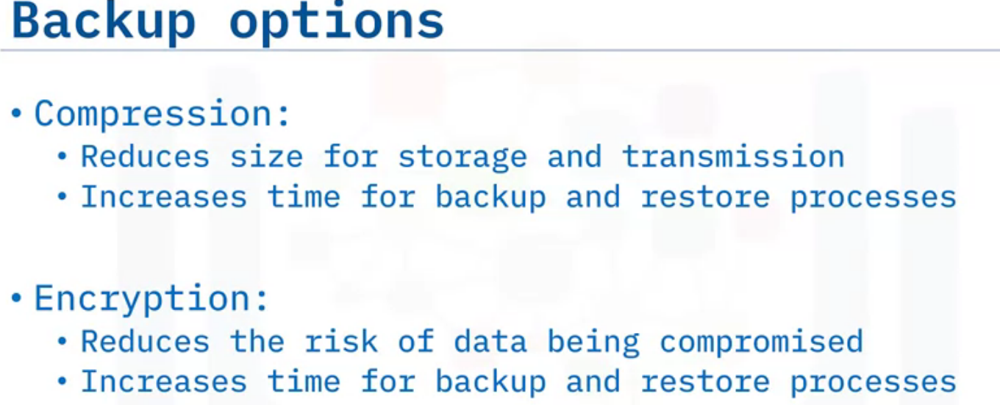 Backup options
• Compression:
• Reduces size for storage and transmission
• Increases time for backup and restore processes
• Encryption:
• Reduces the risk of data being compromised
• Increases time for backup and restore processes